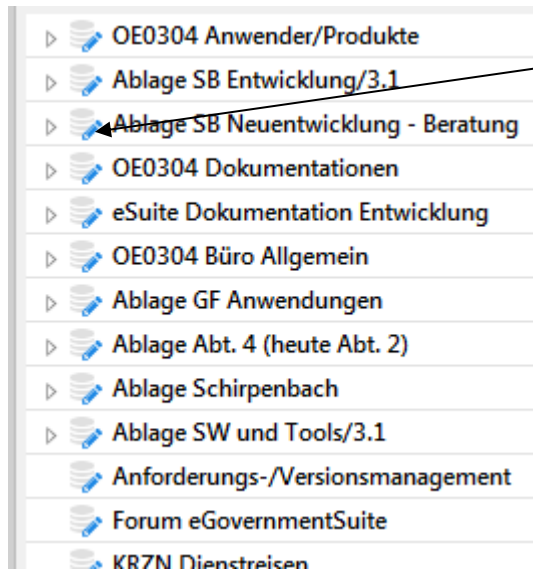 OE0304 Anwender/Produkte
Ablage SB Entwicklung/3.1
Ablage SB Neuentwicklung - Beratung
OE0304 Dokumentationen
eSuite Dokumentation Entwicklung
OE0304 Büro Allgemein
Ablage GF Anwendungen
Ablage Abt. 4 (heute Abt. 2)
Ablage Schirpenbach
Ablage SW und Tools/3.1
Anforderungs-/Versionsmanagement
Forum eGovernmentSuite
KRZN Dienstreisen